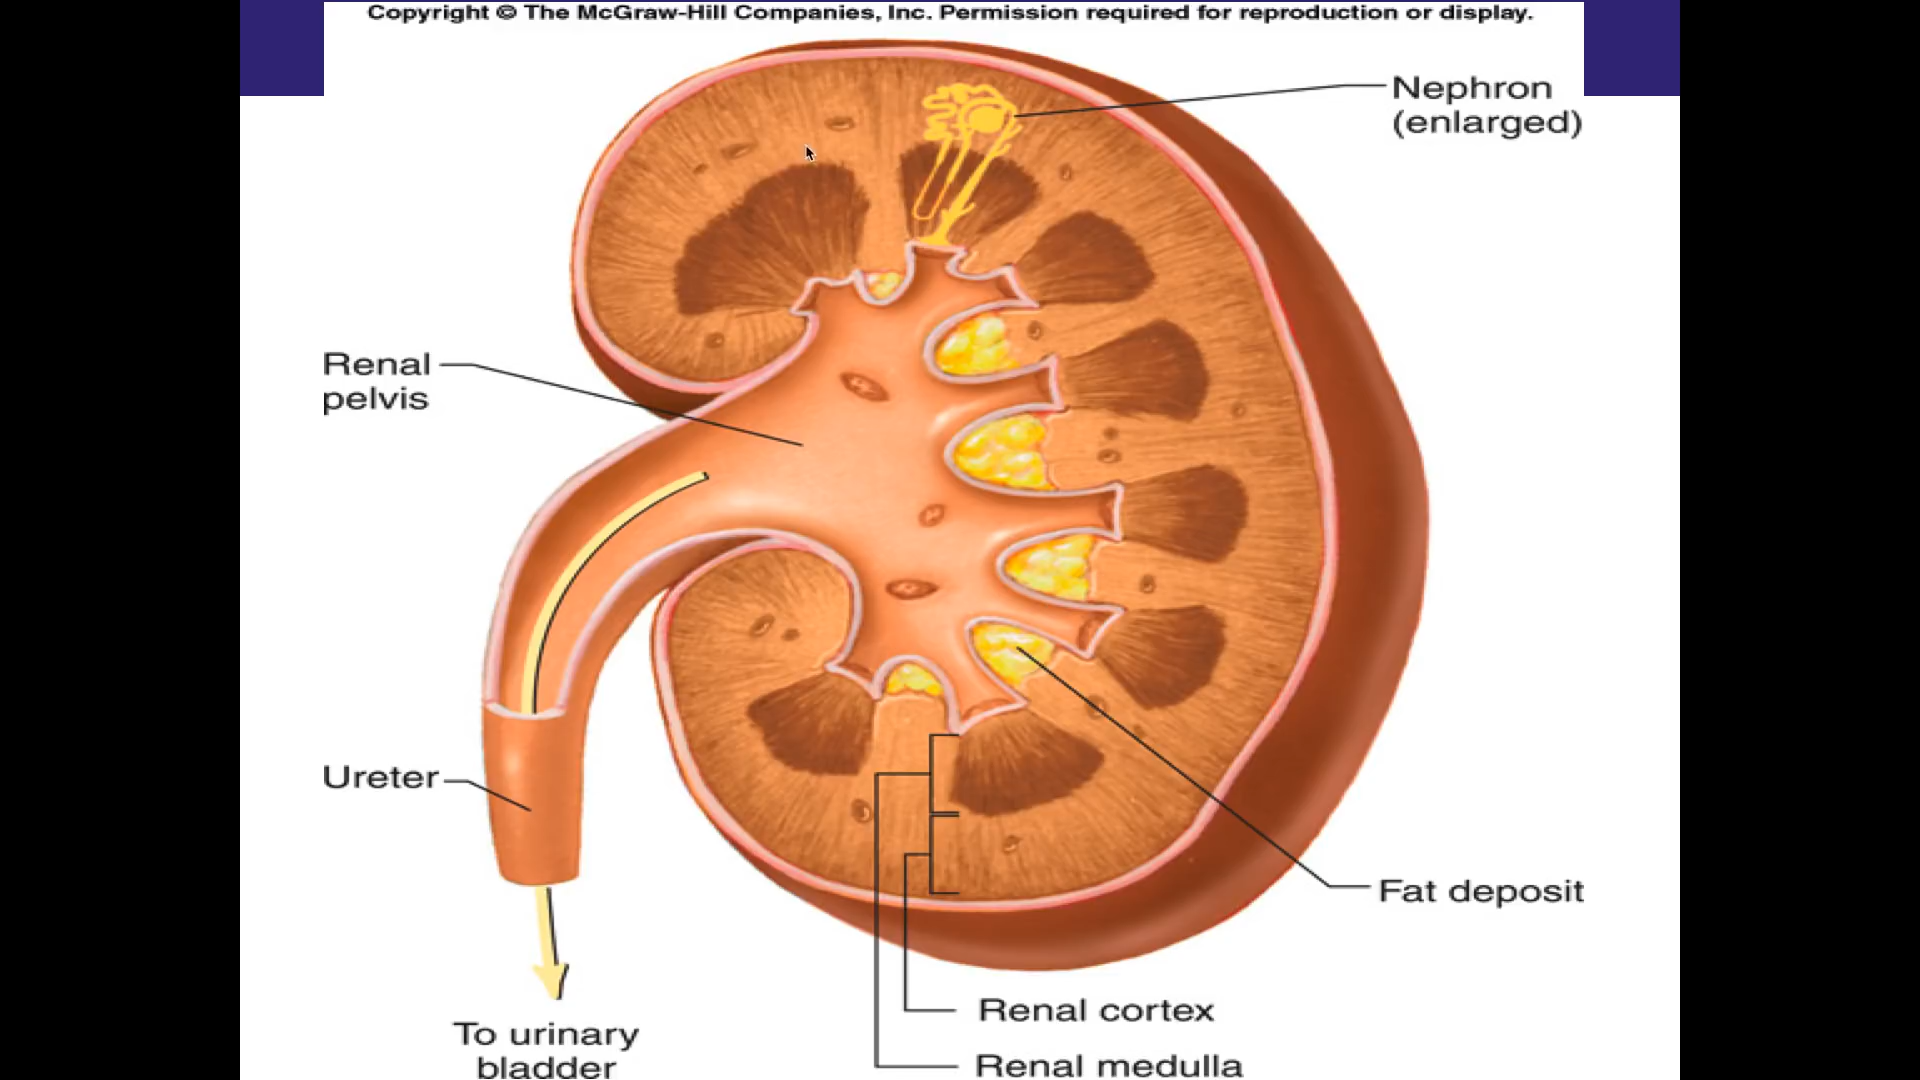 Copyright © The McGraw-Hill Companies, Inc. Permission required for reproduction or display.
Nephron
(enlarged)
Renal
pelvis
Ureter
Fat deposit
Renal cortex
To urinary
bladder
Renal medulla